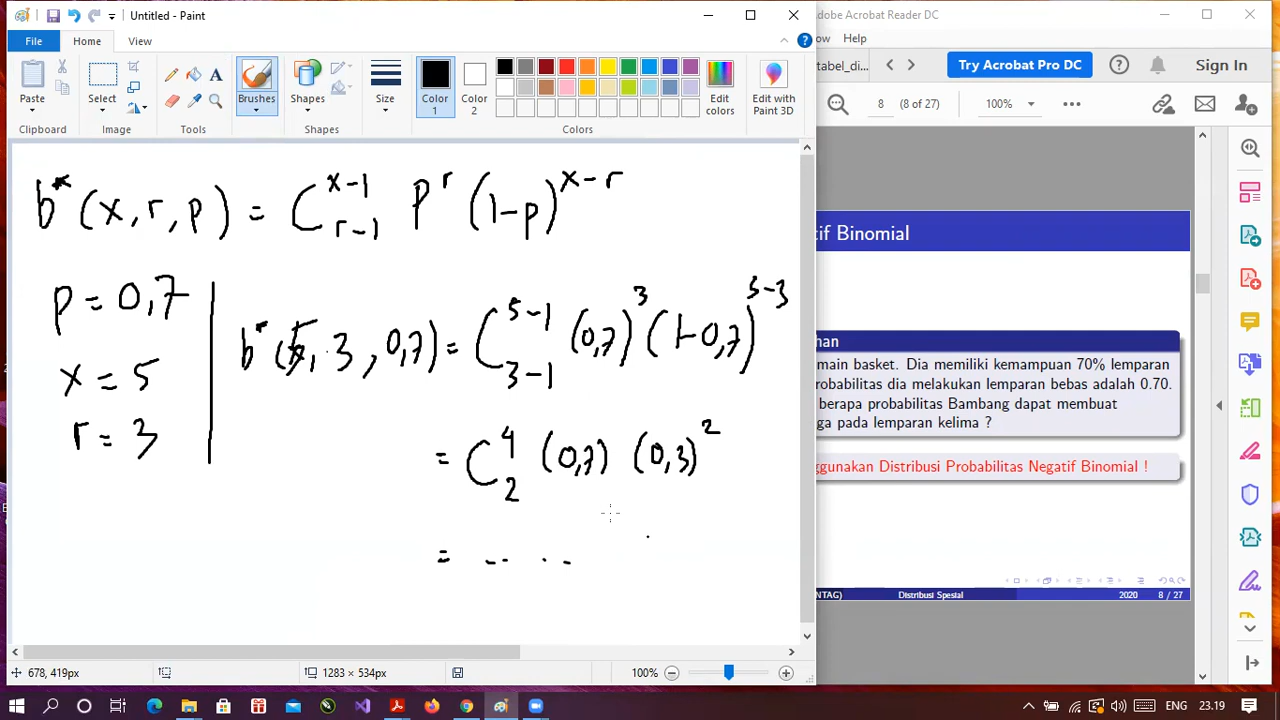 Untitled - Paint
File Home View
Paste Select Brushes Shapes Size Color 1 Color 2 Edit colors Edit with Paint 3D
Clipboard Image Tools Shapes Colors
b* (x, r, p) = C x-1 r-1 p^r (1-p)^x-r
p = 0,7
x = 5
r = 3
b* (5, 3, 0,7) = C 5-1 3-1 (0,7)^3 (1-0,7)^5-3
= C 4 2 (0,7) (0,3)^2
= .. ..
678, 419px 1283 × 534px 100%
Adobe Acrobat Reader DC
ow Help
tabel_di... Try Acrobat Pro DC Sign In
8 (8 of 27) 100%
tif Binomial
han
main basket. Dia memiliki kemampuan 70% lemparan
robabilitas dia melakukan lemparan bebas adalah 0.70.
berapa probabilitas Bambang dapat membuat
ga pada lemparan kelima ?
ggunakan Distribusi Probabilitas Negatif Binomial !
NTAG) Distribusi Spesial 2020 8 / 27
ENG 23.19